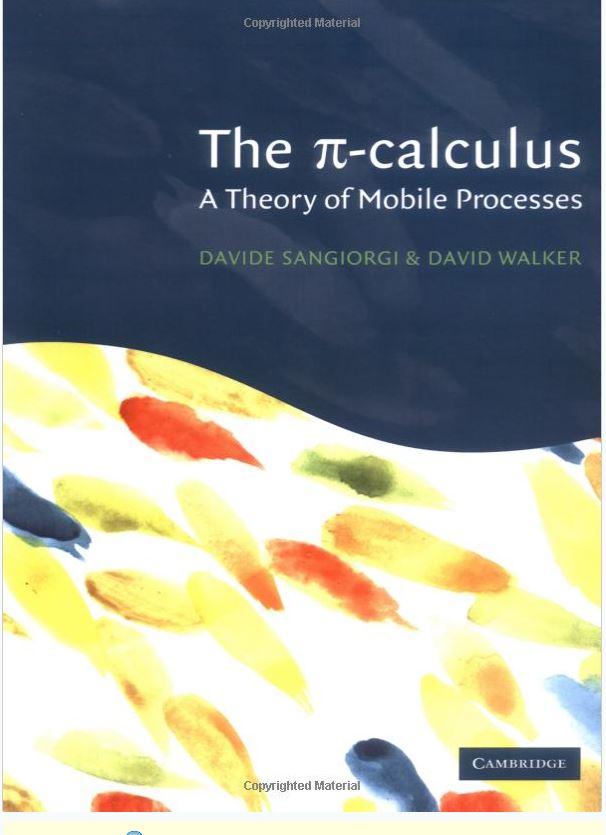 Copyrighted Material
The π-calculus
A Theory of Mobile Processes
DAVIDE SANGIORGI & DAVID WALKER
CAMBRIDGE
Copyrighted Material